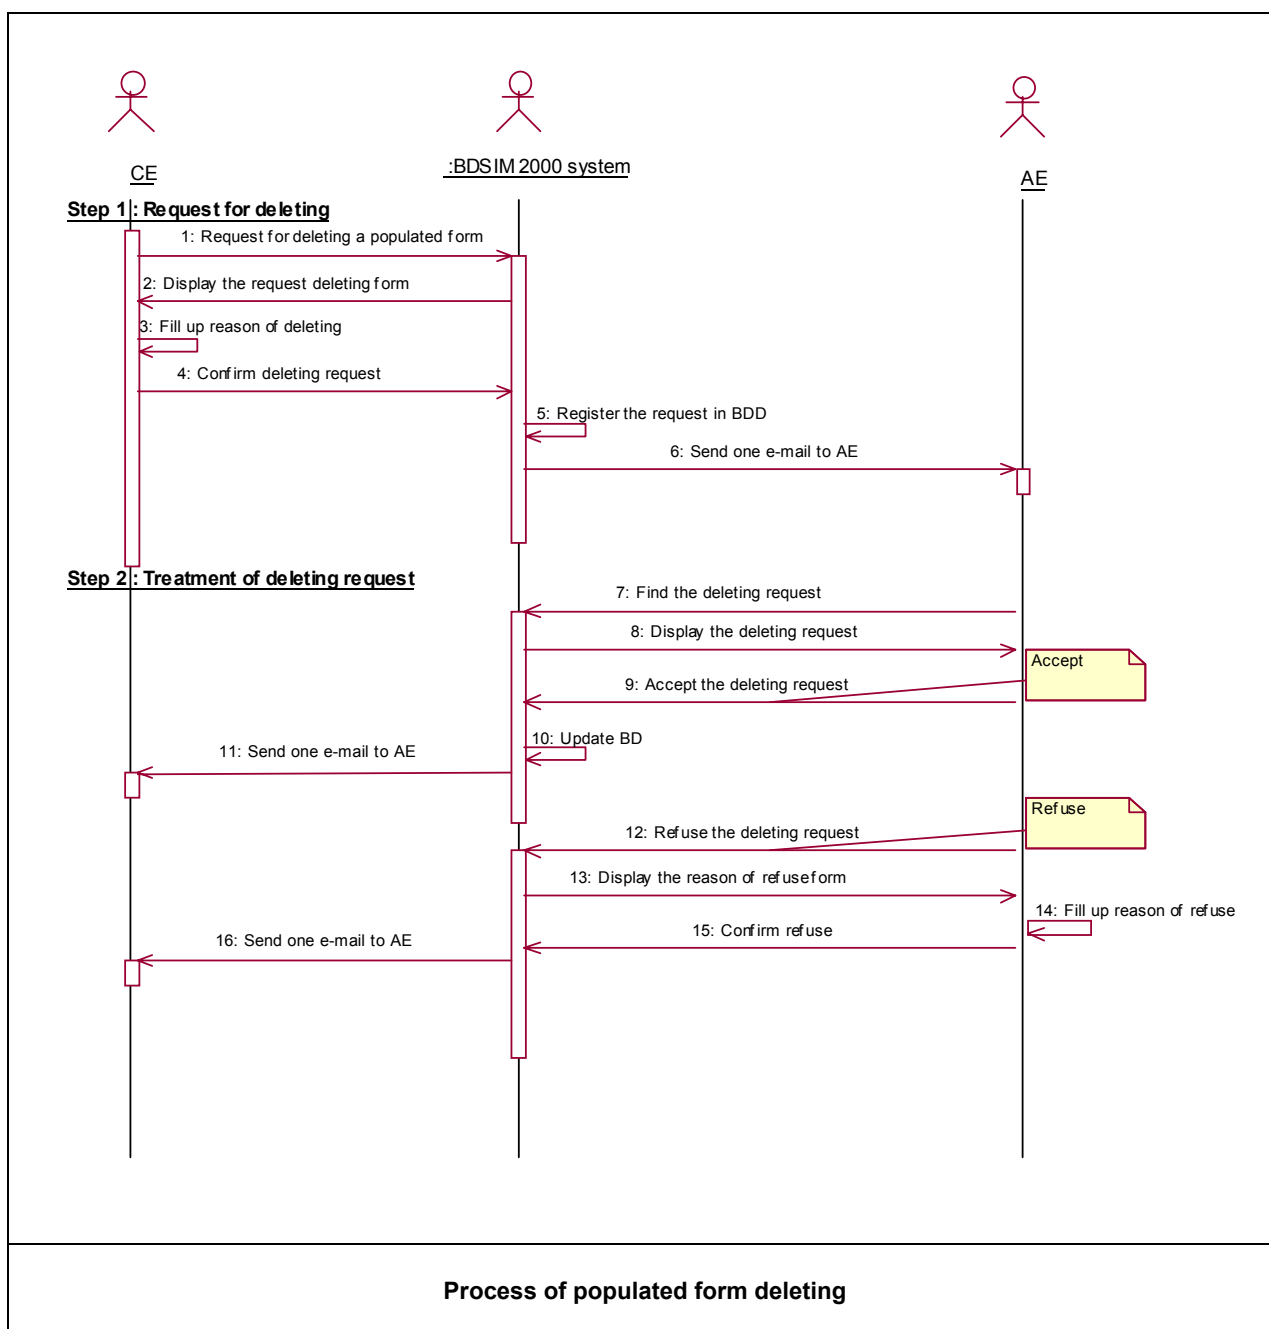 CE
:BDSIM 2000 system
AE
Step 1 : Request for deleting
1: Request for deleting a populated form
2: Display the request deleting form
3: Fill up reason of deleting
4: Confirm deleting request
5: Register the request in BDD
6: Send one e-mail to AE
Step 2 : Treatment of deleting request
7: Find the deleting request
8: Display the deleting request
Accept
9: Accept the deleting request
10: Update BD
11: Send one e-mail to AE
Refuse
12: Refuse the deleting request
13: Display the reason of refuse form
14: Fill up reason of refuse
15: Confirm refuse
16: Send one e-mail to AE
Process of populated form deleting